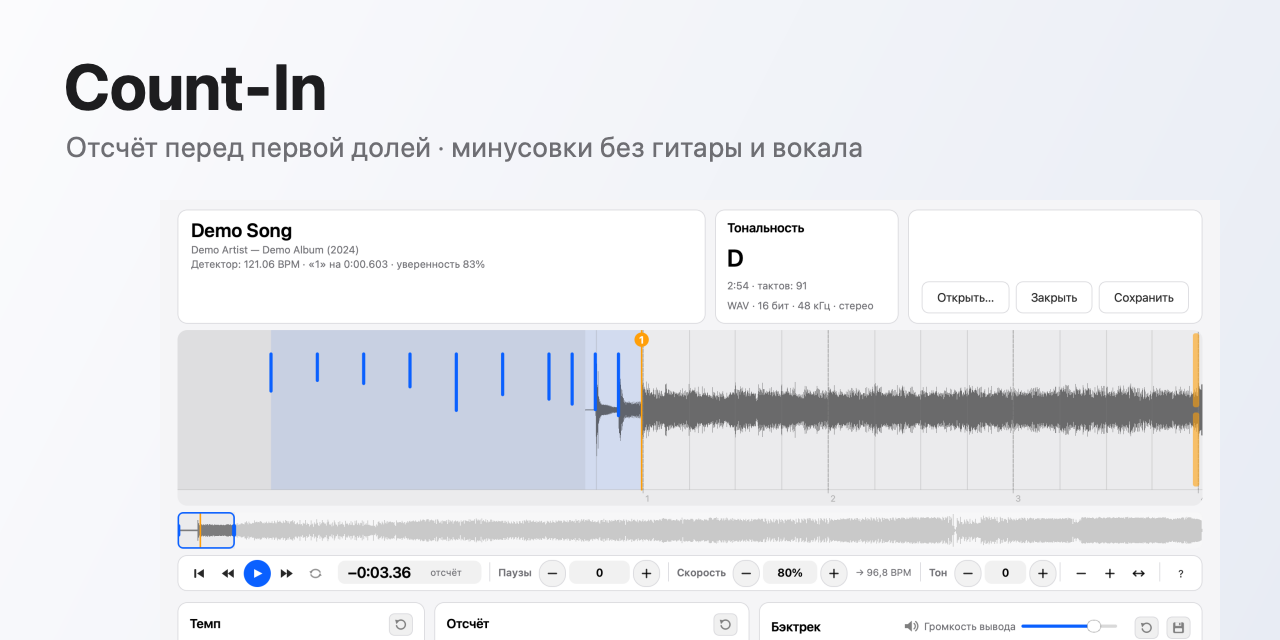 Count-In
Отсчёт перед первой долей · минусовки без гитары и вокала
Demo Song
Demo Artist — Demo Album (2024)
Детектор: 121.06 BPM · «1» на 0:00.603 · уверенность 83%
Тональность
D
2:54 · тактов: 91
WAV · 16 бит · 48 кГц · стерео
Открыть...
Закрыть
Сохранить
1
1
2
3
−0:03.36 отсчёт
Паузы − 0 +
Скорость − 80% + → 96,8 BPM
Тон − 0 +
− + ↔ ?
Темп
Отсчёт
Бэктрек
Громкость вывода